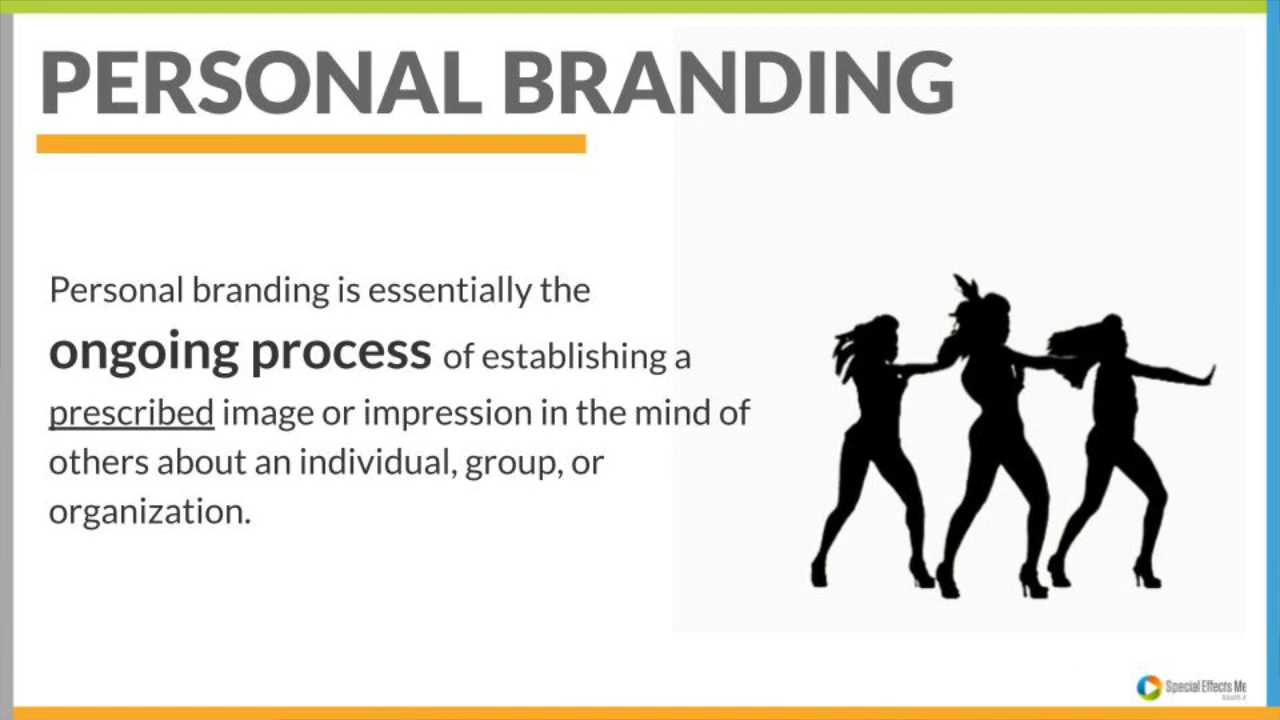 PERSONAL BRANDING
Personal branding is essentially the
ongoing process of establishing a
prescribed image or impression in the mind of
others about an individual, group, or
organization.
Special Effects Me
South A